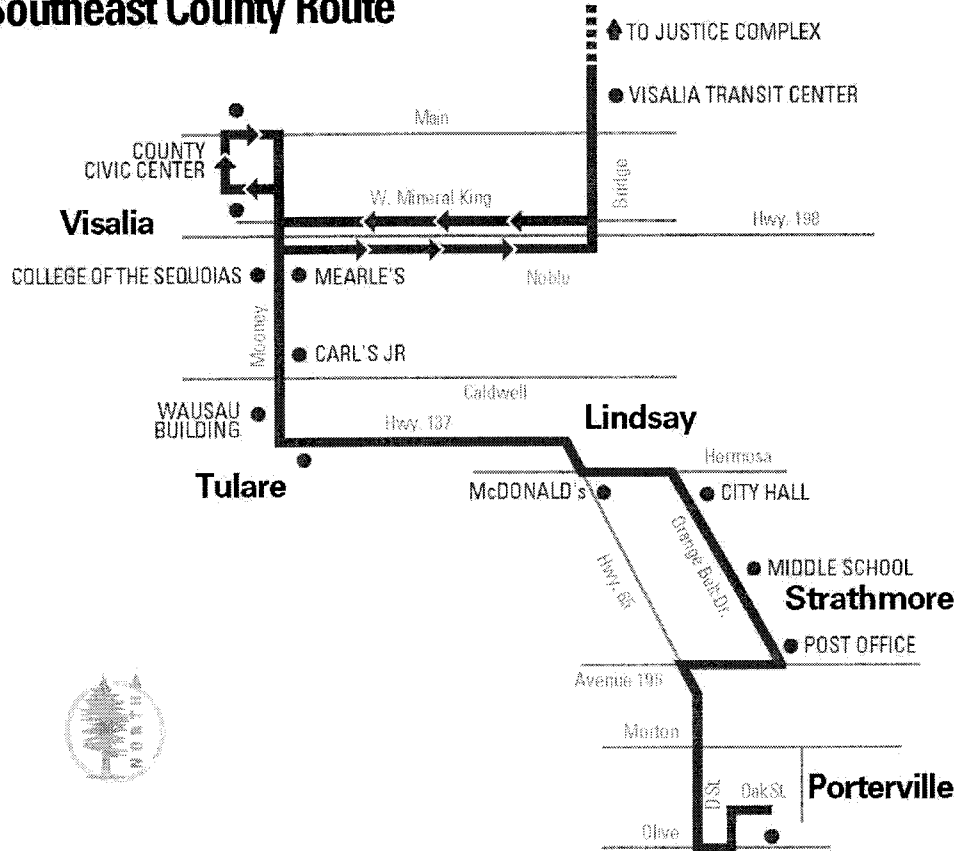 Southeast County Route
TO JUSTICE COMPLEX
VISALIA TRANSIT CENTER
Main
COUNTY
CIVIC CENTER
Bridge
W. Mineral King
Visalia
Hwy. 198
COLLEGE OF THE SEQUOIAS
MEARLE'S
Noble
Mooney
CARL'S JR
Caldwell
WAUSAU
BUILDING
Hwy. 137
Lindsay
Hermosa
Tulare
McDONALD's
CITY HALL
Orange Belt Dr.
Hwy. 65
MIDDLE SCHOOL
Strathmore
POST OFFICE
Avenue 196
NORTH
Morton
D St.
Oak St.
Porterville
Olive